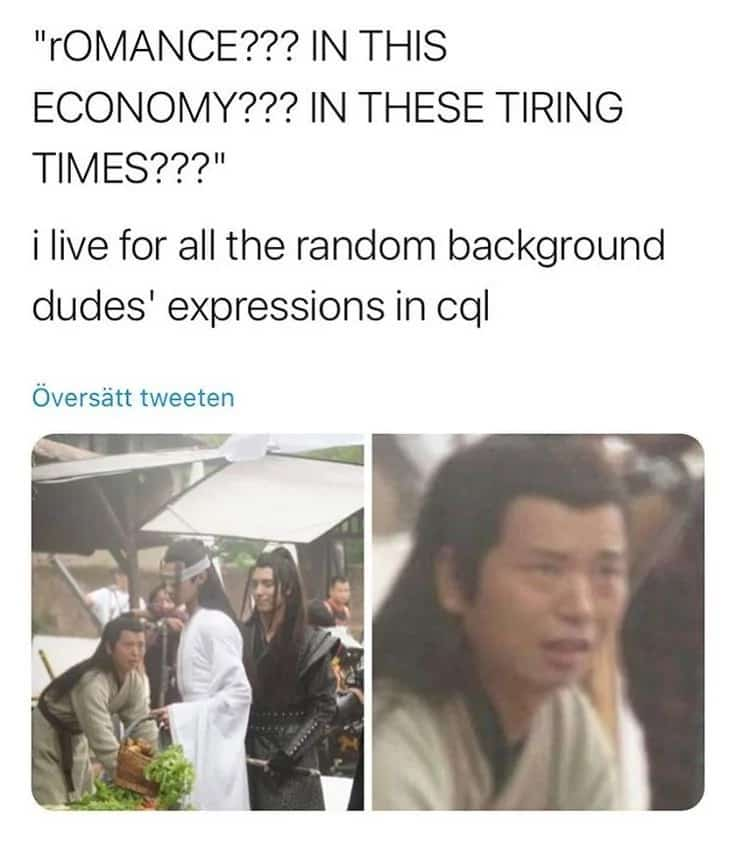 "rOMANCE??? IN THIS
ECONOMY??? IN THESE TIRING
TIMES???"
i live for all the random background
dudes' expressions in cql
Översätt tweeten